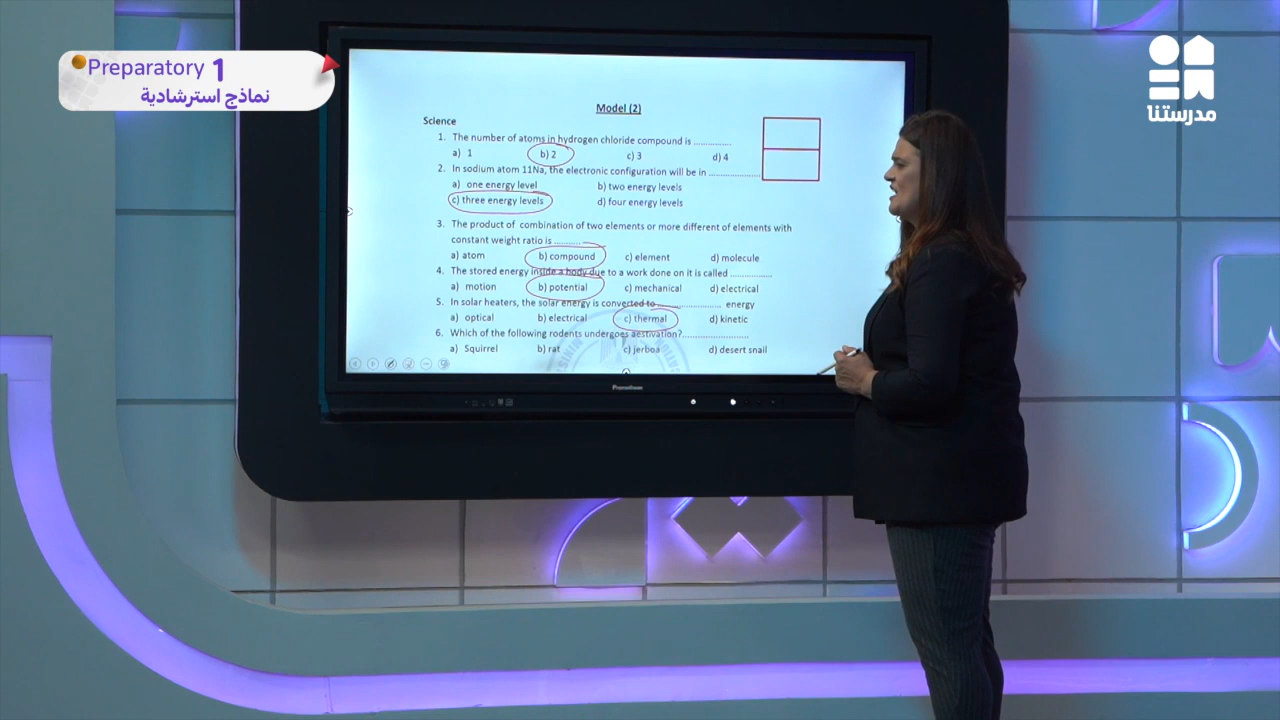 Preparatory 1
نماذج استرشادية
مدرستنا
Model (2)
Science
1. The number of atoms in hydrogen chloride compound is ..............
a) 1 b) 2 c) 3 d) 4
2. In sodium atom 11Na, the electronic configuration will be in ...................
a) one energy level b) two energy levels
c) three energy levels d) four energy levels
3. The product of combination of two elements or more different of elements with
constant weight ratio is ..........
a) atom b) compound c) element d) molecule
4. The stored energy inside a body due to a work done on it is called ................
a) motion b) potential c) mechanical d) electrical
5. In solar heaters, the solar energy is converted to ......................... energy
a) optical b) electrical c) thermal d) kinetic
6. Which of the following rodents undergoes aestivation?.........................
a) Squirrel b) rat c) jerboa d) desert snail
Promethean